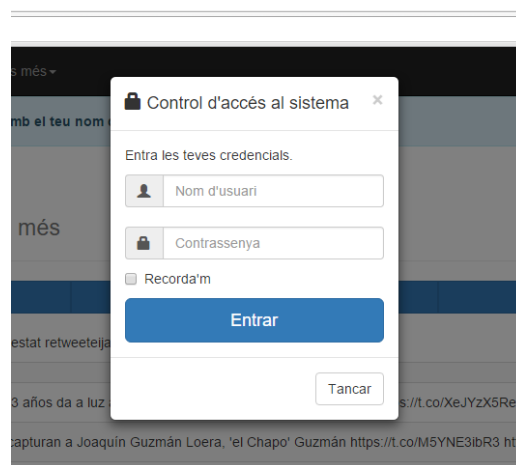 s més
mb el teu nom
Control d'accés al sistema ×
Entra les teves credencials.
Nom d'usuari
més
Contrassenya
Recorda'm
Entrar
estat retweeteja
Tancar
3 años da a luz s://t.co/XeJYzX5Re
capturan a Joaquín Guzmán Loera, 'el Chapo' Guzmán https://t.co/M5YNE3ibR3 ht